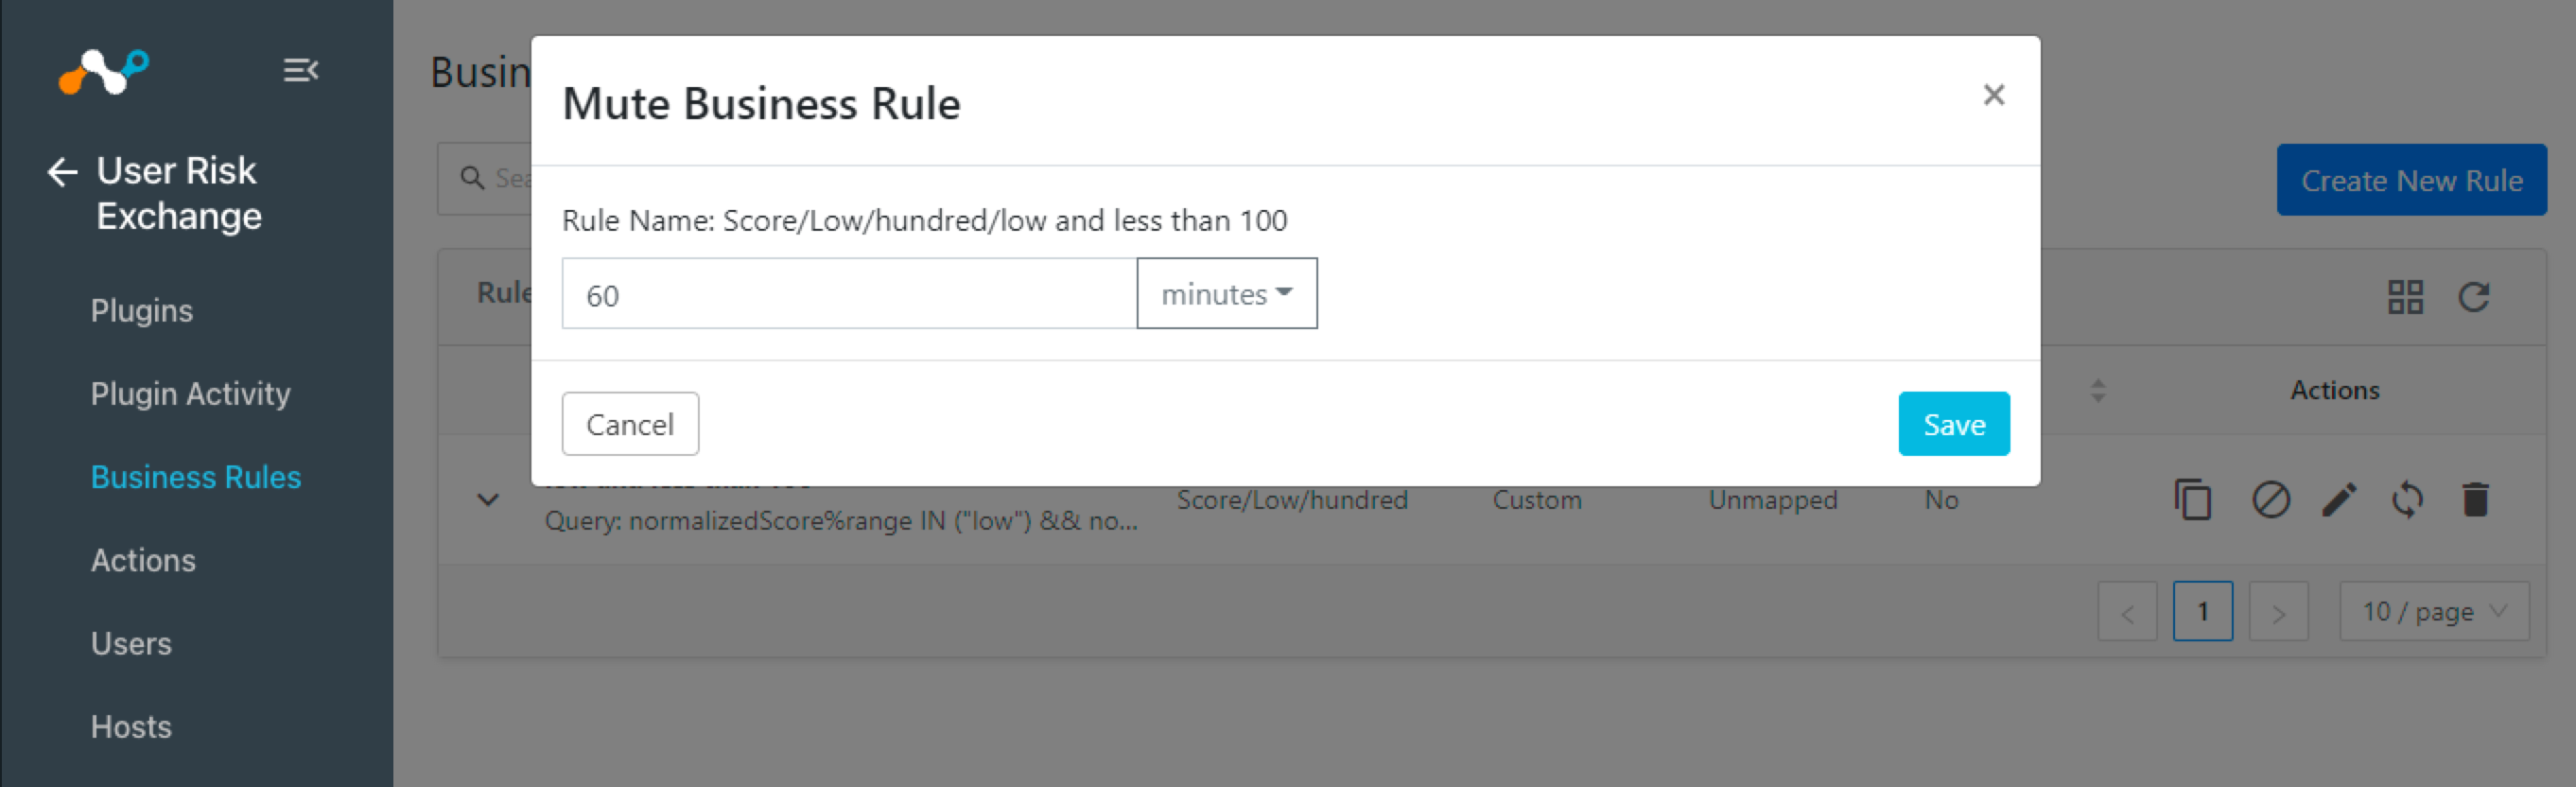 User Risk
Exchange
Plugins
Plugin Activity
Business Rules
Actions
Users
Hosts
Busin
Mute Business Rule
×
Sea
Create New Rule
Rule Name: Score/Low/hundred/low and less than 100
60 minutes
Rule
Cancel Save
Actions
Query: normalizedScore%range IN ("low") && no... Score/Low/hundred Custom Unmapped No
< 1 > 10 / page